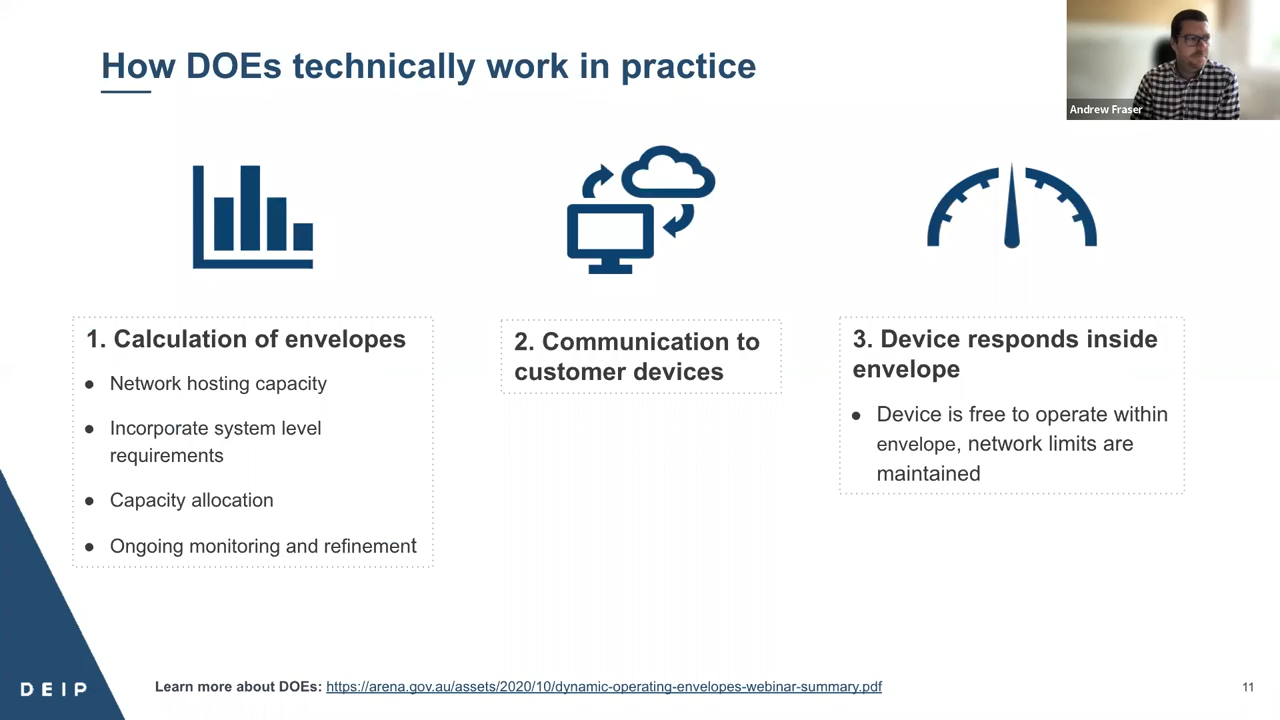 How DOEs technically work in practice
Andrew Fraser
1. Calculation of envelopes
● Network hosting capacity
● Incorporate system level
requirements
● Capacity allocation
● Ongoing monitoring and refinement
2. Communication to
customer devices
3. Device responds inside
envelope
● Device is free to operate within
envelope, network limits are
maintained
DEIP
Learn more about DOEs: https://arena.gov.au/assets/2020/10/dynamic-operating-envelopes-webinar-summary.pdf
11